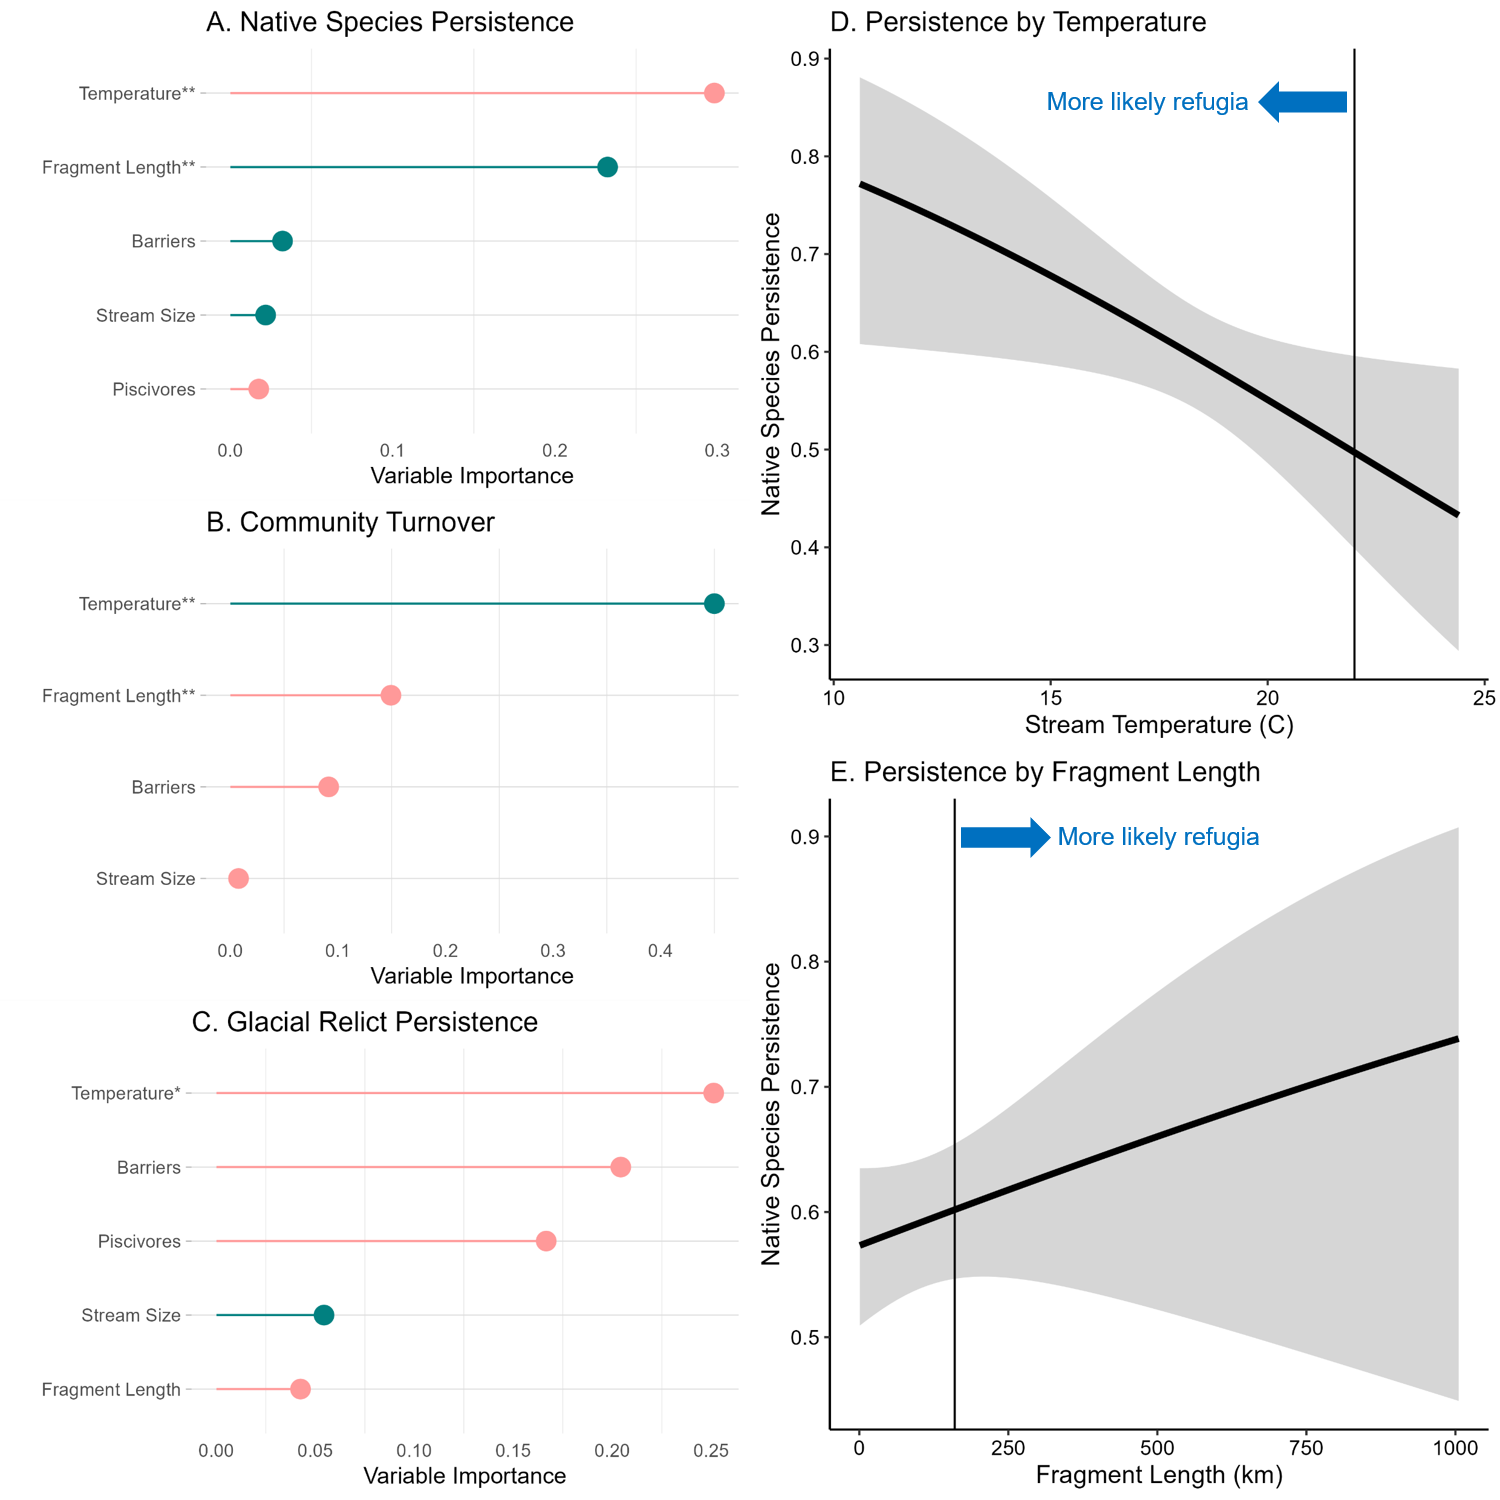 A. Native Species Persistence
Temperature**
Fragment Length**
Barriers
Stream Size
Piscivores
0.0 0.1 0.2 0.3
Variable Importance
B. Community Turnover
Temperature**
Fragment Length**
Barriers
Stream Size
0.0 0.1 0.2 0.3 0.4
Variable Importance
C. Glacial Relict Persistence
Temperature*
Barriers
Piscivores
Stream Size
Fragment Length
0.00 0.05 0.10 0.15 0.20 0.25
Variable Importance
D. Persistence by Temperature
More likely refugia
Native Species Persistence
0.9
0.8
0.7
0.6
0.5
0.4
0.3
10 15 20 25
Stream Temperature (C)
E. Persistence by Fragment Length
More likely refugia
Native Species Persistence
0.9
0.8
0.7
0.6
0.5
0 250 500 750 1000
Fragment Length (km)